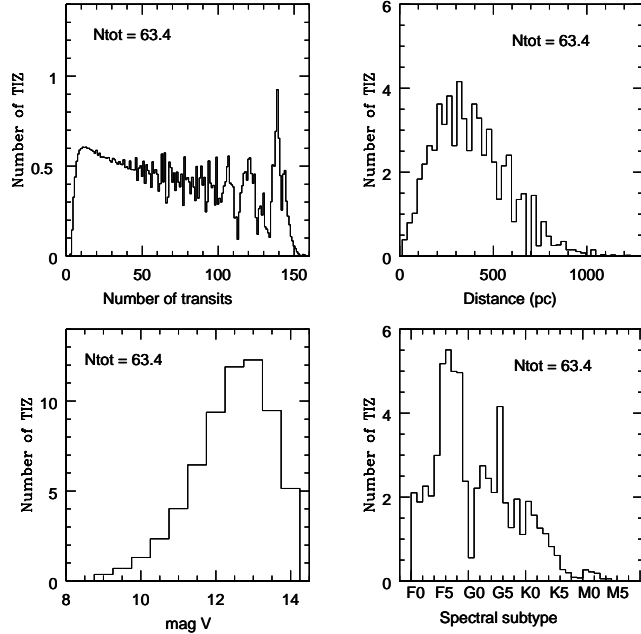 Ntot = 63.4
Number of TIZ
1
0.5
0
0 50 100 150
Number of transits
Ntot = 63.4
Number of TIZ
6
4
2
0
0 500 1000
Distance (pc)
Ntot = 63.4
Number of TIZ
10
5
0
8 10 12 14
mag V
Ntot = 63.4
Number of TIZ
6
4
2
0
F0 F5 G0 G5 K0 K5 M0 M5
Spectral subtype